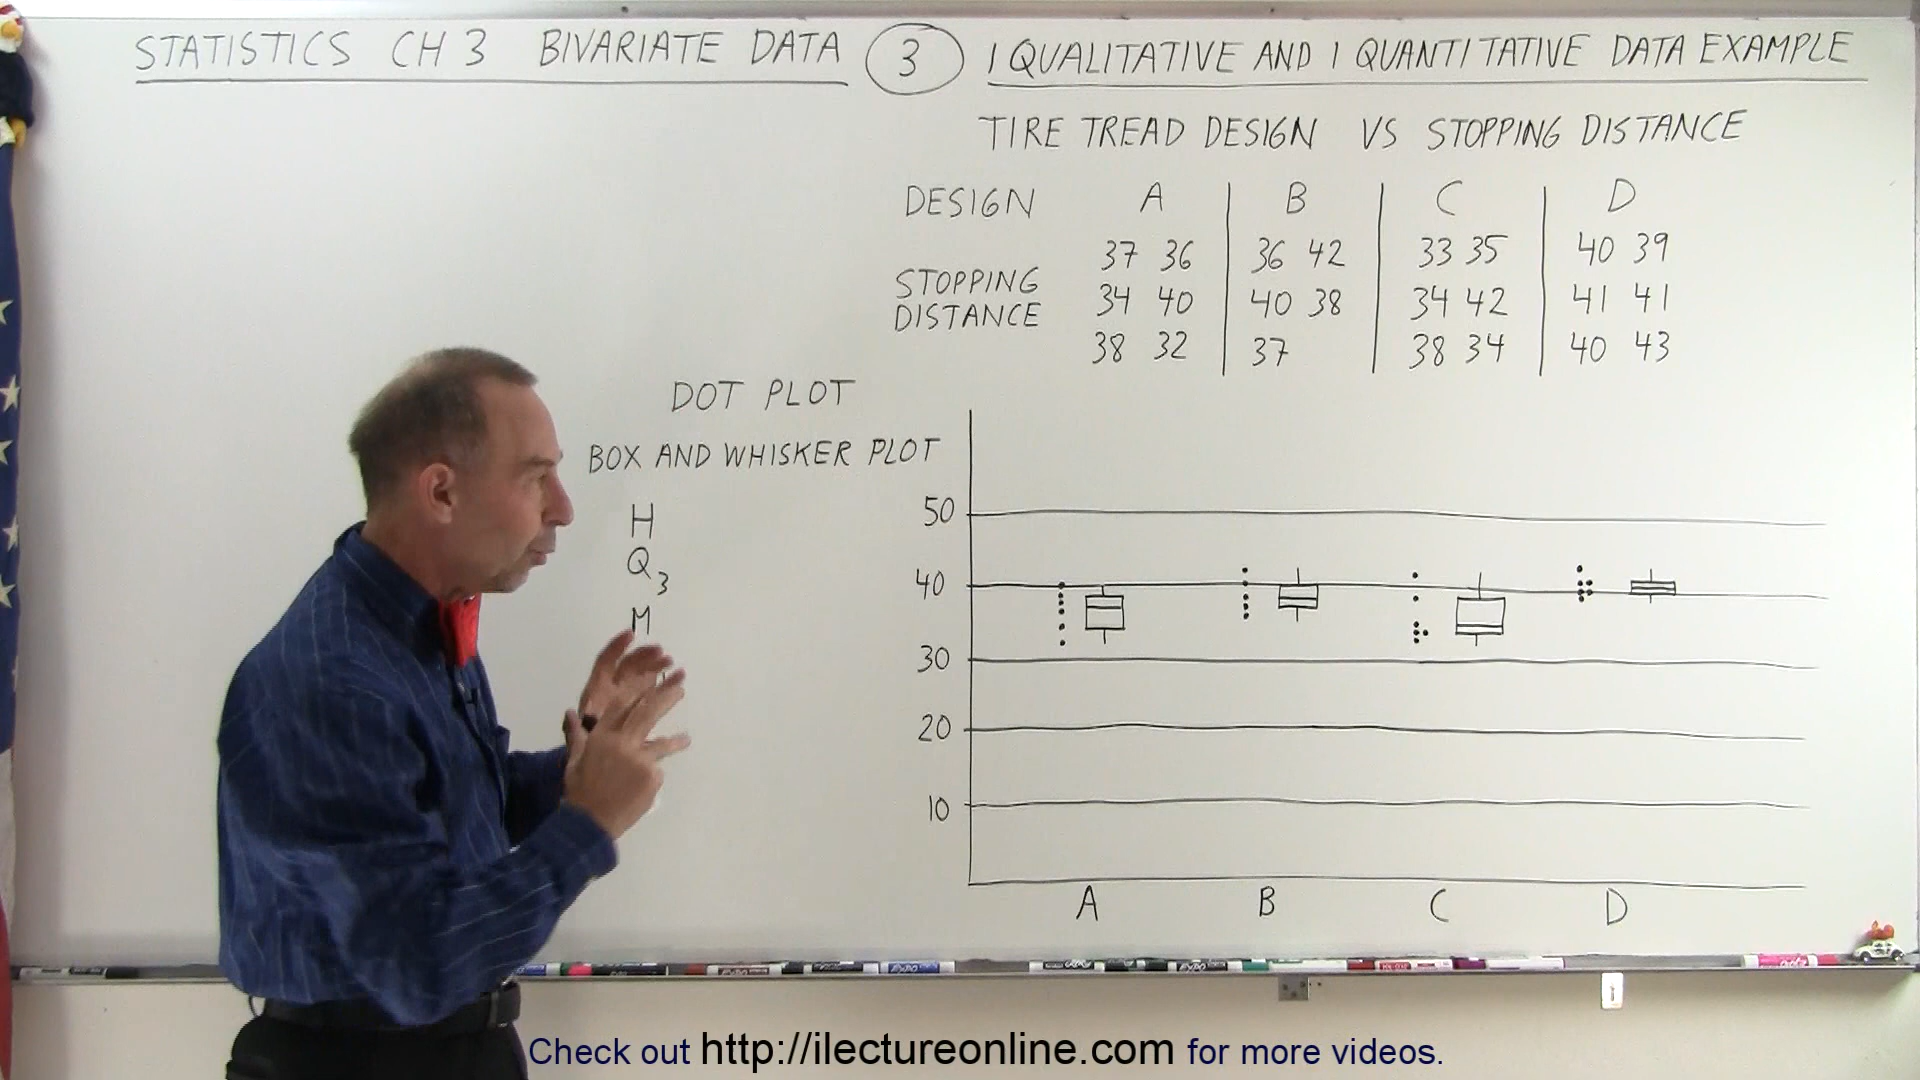 STATISTICS CH 3 BIVARIATE DATA 3 1 QUALITATIVE AND 1 QUANTITATIVE DATA EXAMPLE
TIRE TREAD DESIGN VS STOPPING DISTANCE
DESIGN A B C D
37 36 36 42 33 35 40 39
STOPPING
DISTANCE
34 40 40 38 34 42 41 41
38 32 37 38 34 40 43
DOT PLOT
BOX AND WHISKER PLOT
H
Q3
M
50
40
30
20
10
A B C D
EXPO
Check out http://ilectureonline.com for more videos.